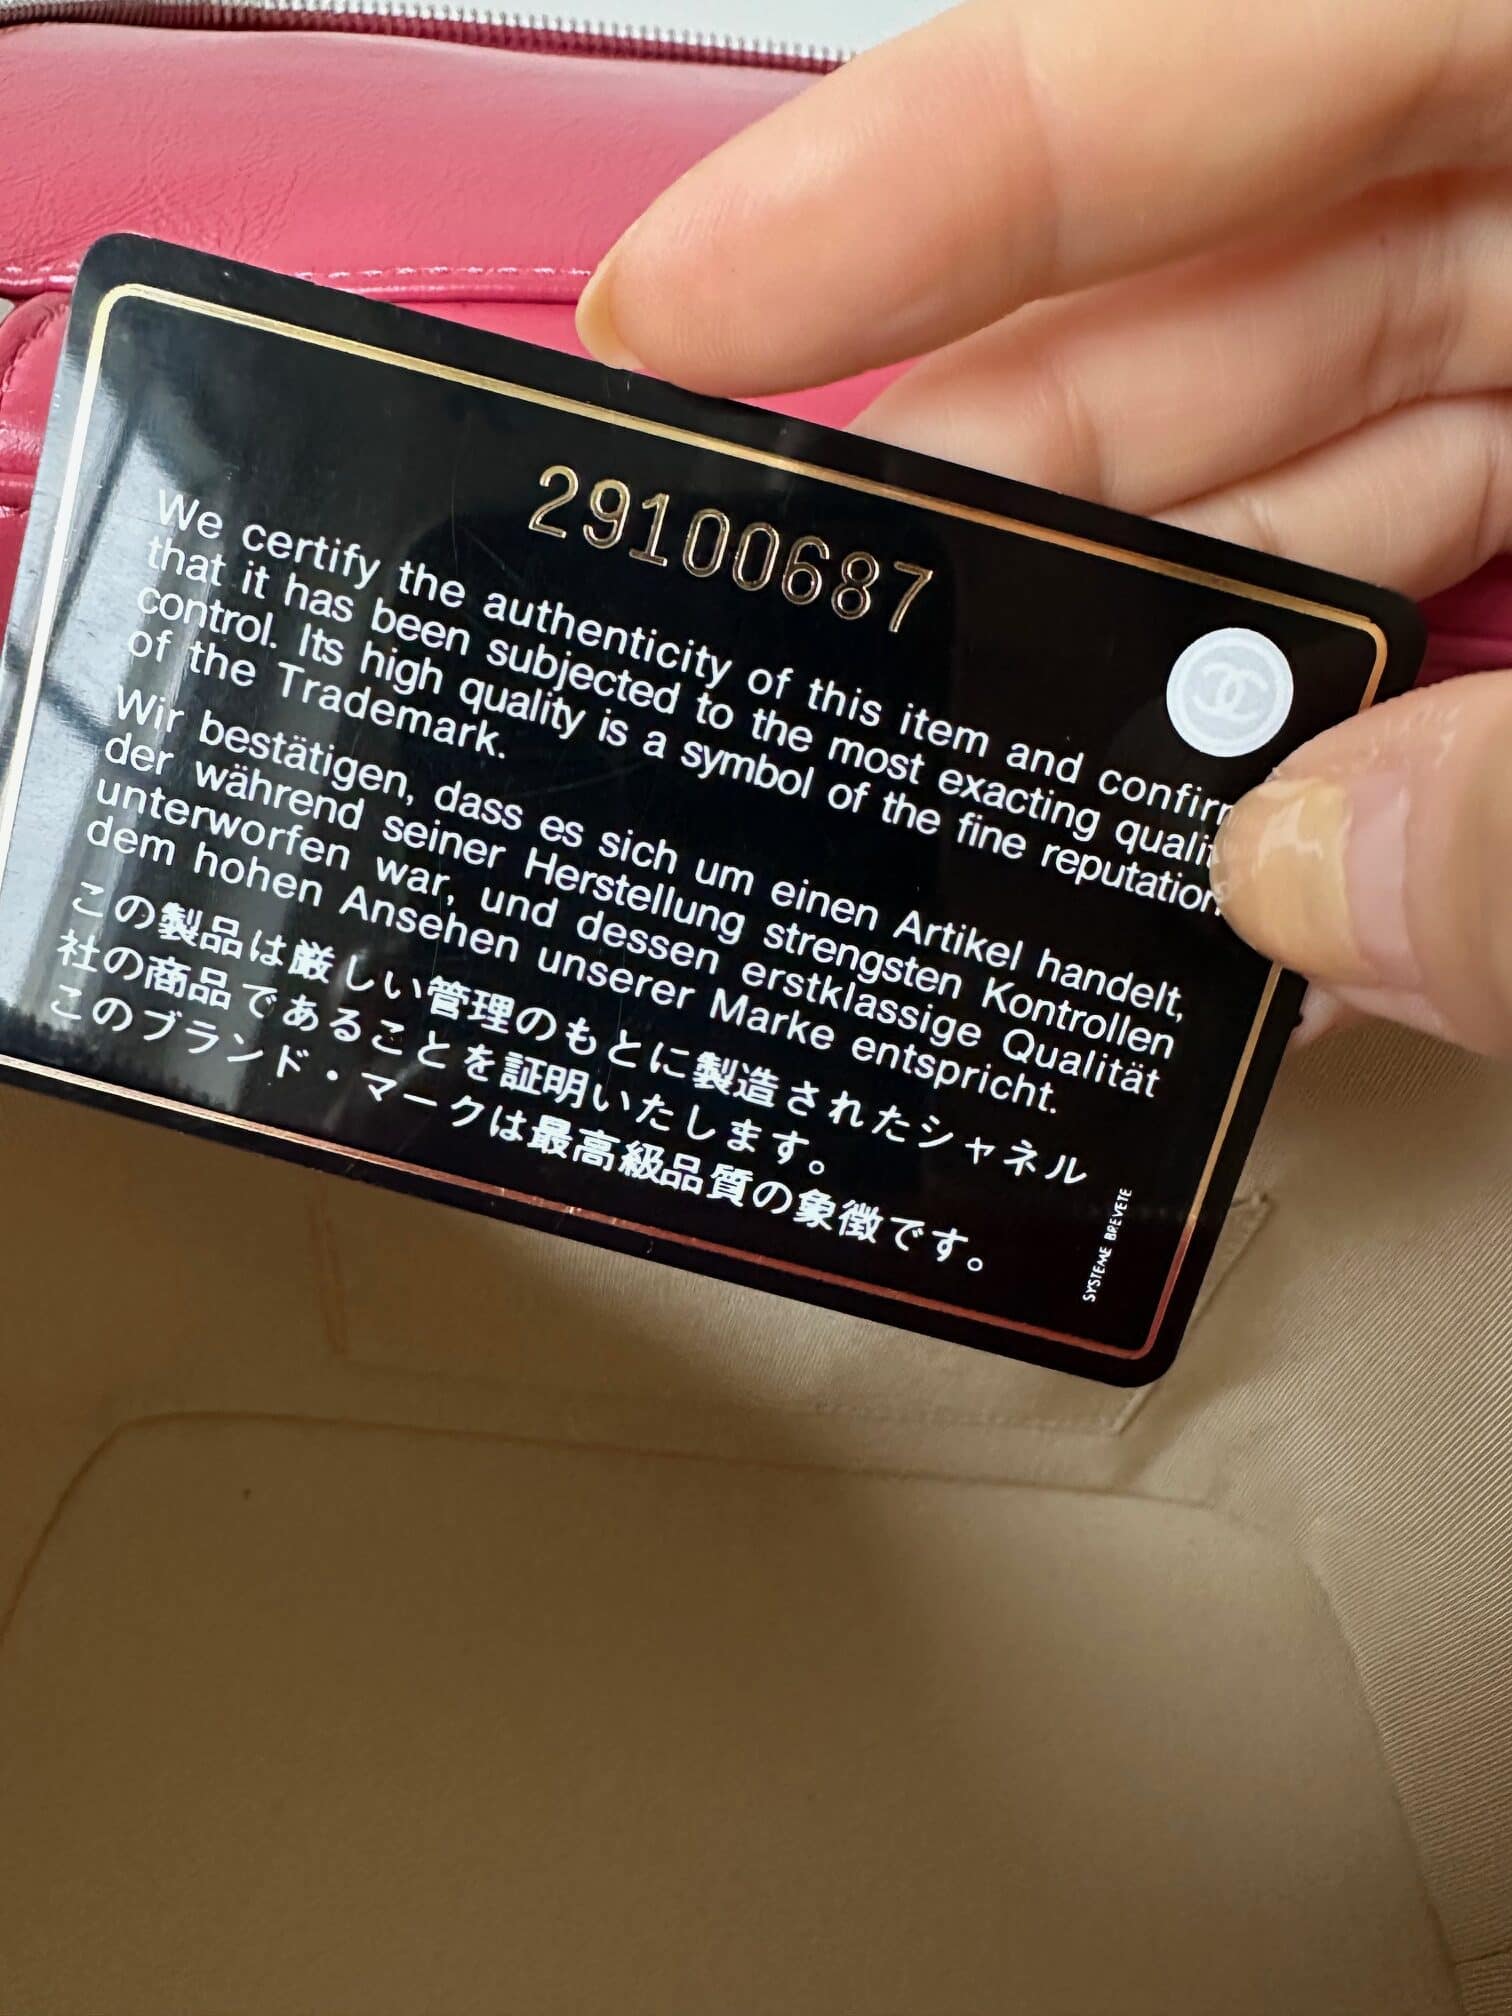 29100687
We certify the authenticity of this item and confirm
that it has been subjected to the most exacting quality
control. Its high quality is a symbol of the fine reputation
of the Trademark.
Wir bestätigen, dass es sich um einen Artikel handelt,
der während seiner Herstellung strengsten Kontrollen
unterworfen war, und dessen erstklassige Qualität
dem hohen Ansehen unserer Marke entspricht.
この製品は厳しい管理のもとに製造されたシャネル
社の商品であることを証明いたします。
このブランド・マークは最高級品質の象徴です。
SYSTEME BREVETE